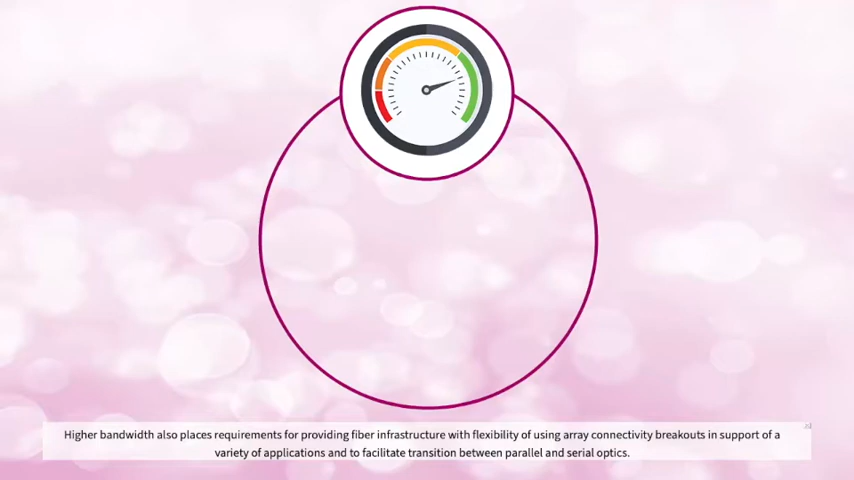 Higher bandwidth also places requirements for providing fiber infrastructure with flexibility of using array connectivity breakouts in support of a
variety of applications and to facilitate transition between parallel and serial optics.